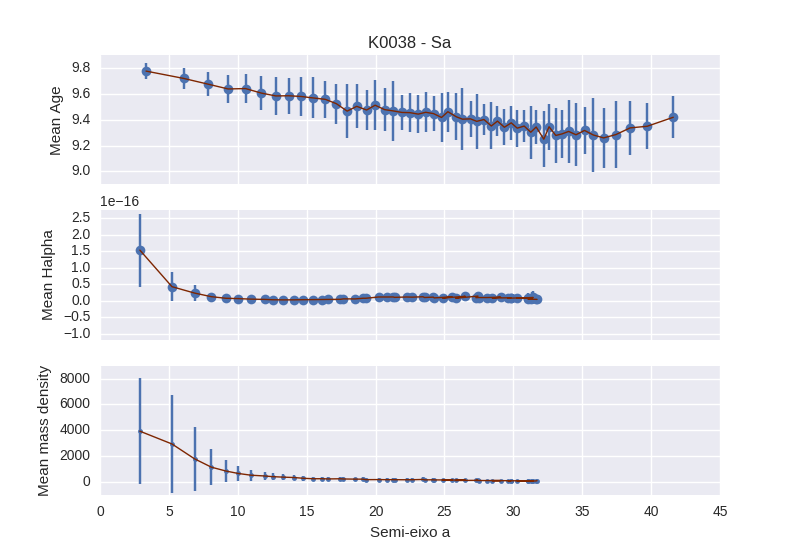 K0038 - Sa
Mean Age
9.8
9.6
9.4
9.2
9.0
1e−16
Mean Halpha
2.5
2.0
1.5
1.0
0.5
0.0
−0.5
−1.0
Mean mass density
8000
6000
4000
2000
0
0 5 10 15 20 25 30 35 40 45
Semi-eixo a